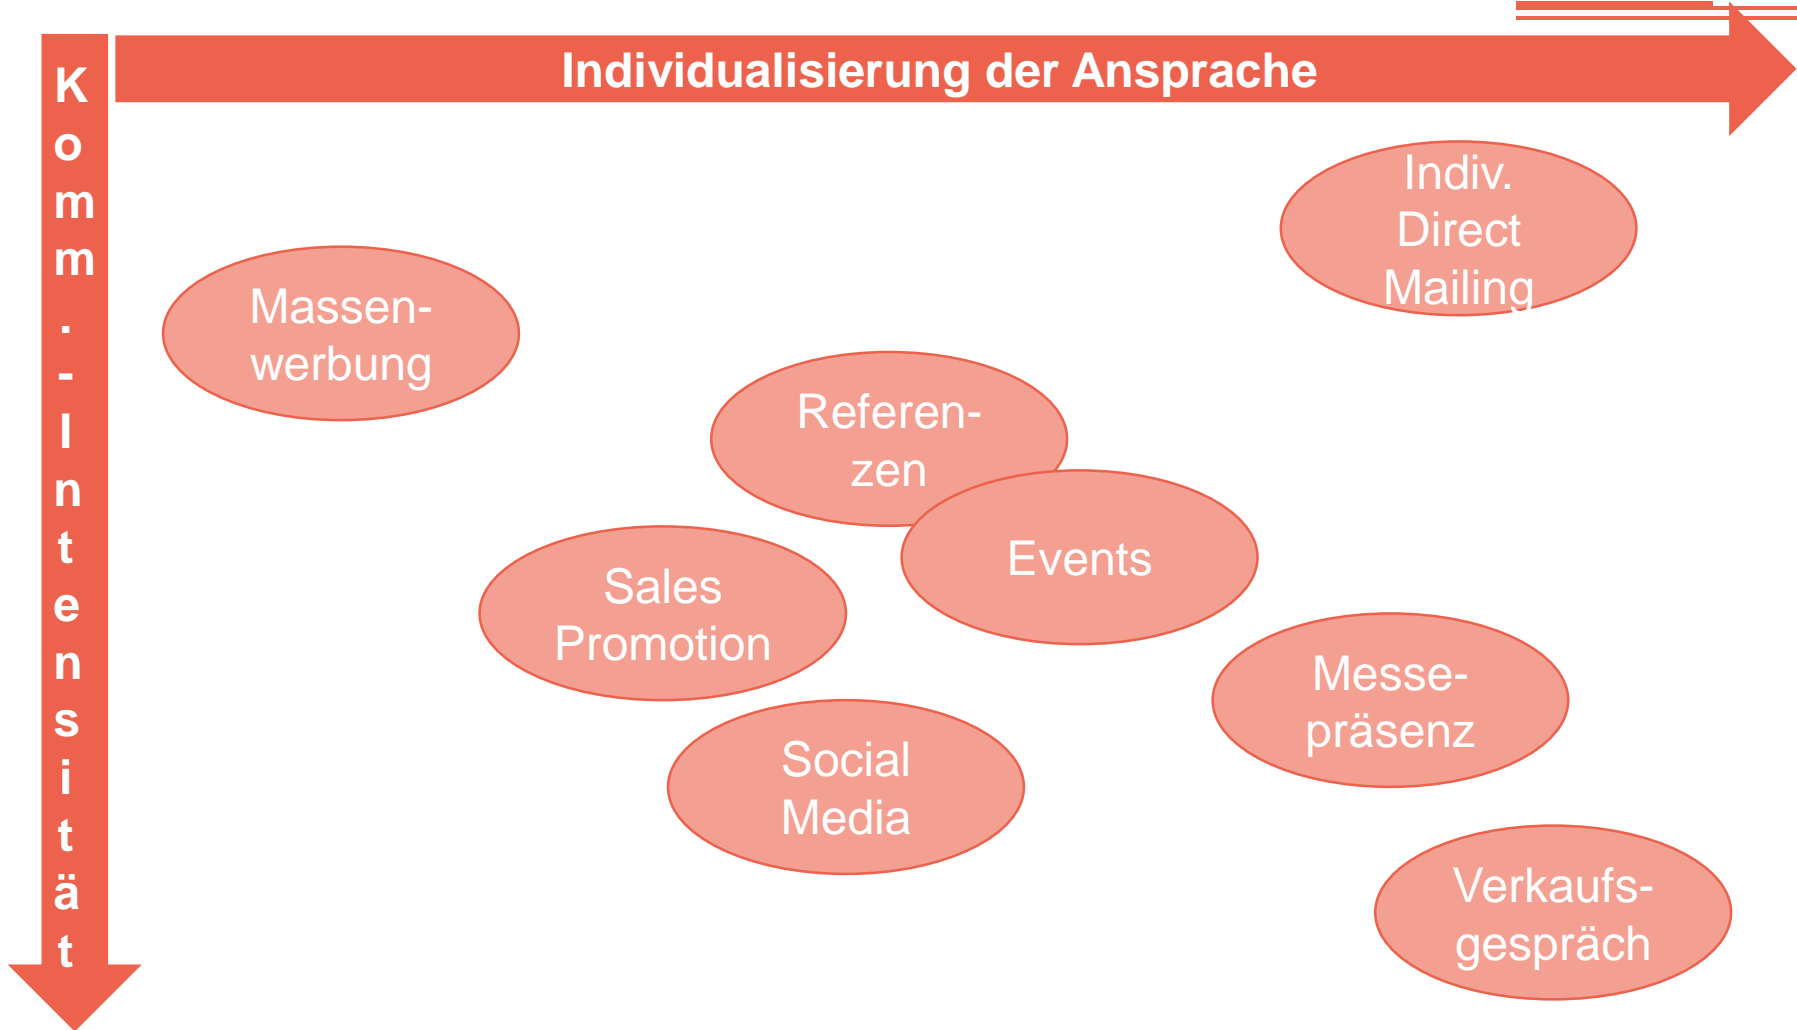 Individualisierung der Ansprache
Komm.-Intensität
Indiv.
Direct
Mailing
Massen-
werbung
Referen-
zen
Events
Sales
Promotion
Messe-
präsenz
Social
Media
Verkaufs-
gespräch